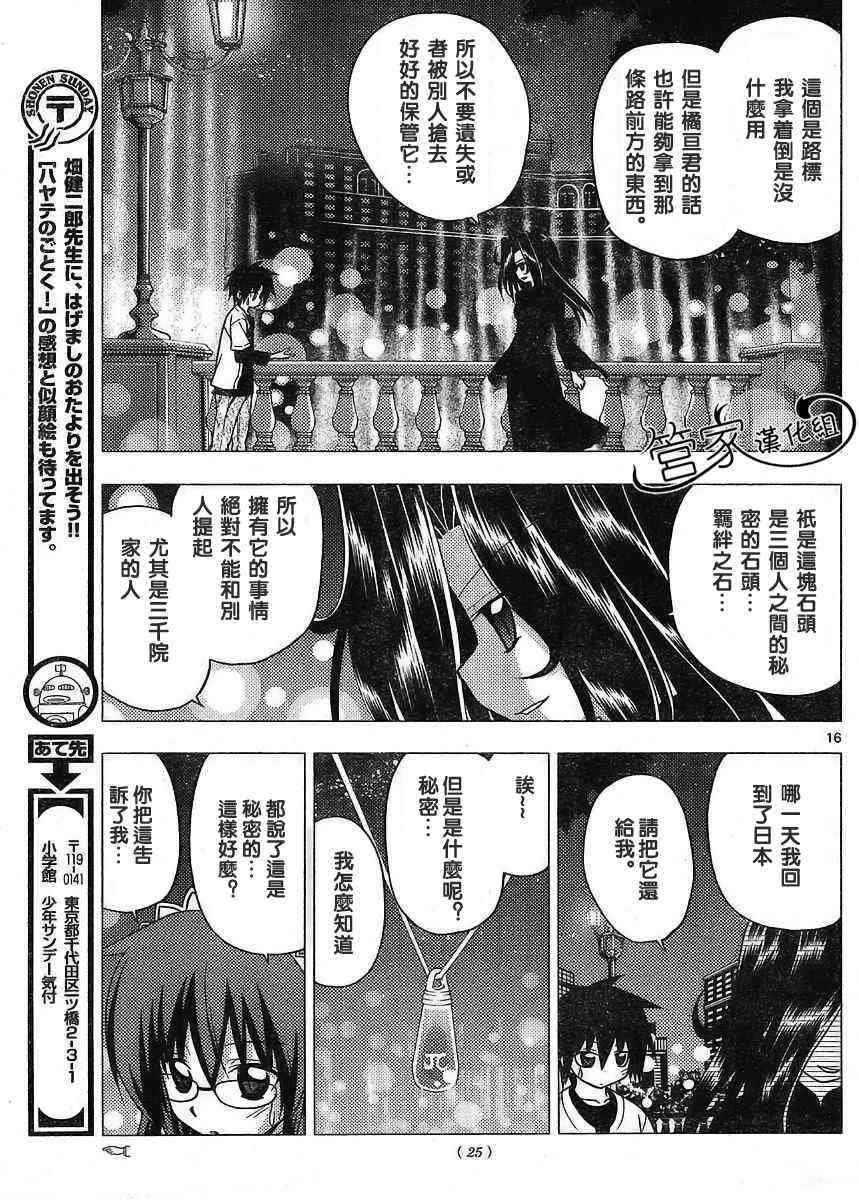 這個是路標
我拿着倒是沒
什麼用
但是橘亘君的話
也許能夠拿到那
條路前方的東西。
所以不要遺失或
者被別人搶去
好好的保管它…
管家漢化組
祇是這塊石頭
是三個人之間的秘
密的石頭…
羈絆之石…
所以
擁有它的事情
絕對不能和別
人提起
尤其是三千院
家的人
16
哪一天我回
到了日本
請把它還
給我。
誒~~
但是是什麼呢?
秘密…
我怎麼知道
JC
都說了這是
秘密的…
這樣好麼?
你把這告
訴了我…
(25)
SHONEN SUNDAY
〒
畑健二郎先生に、はげましのおたよりを出そう!!
[ハヤテのごとく!]の感想と似顔絵も待ってます。
あて先
〒119-0141 東京都千代田区一ツ橋2-3-1
小学館 少年サンデー気付